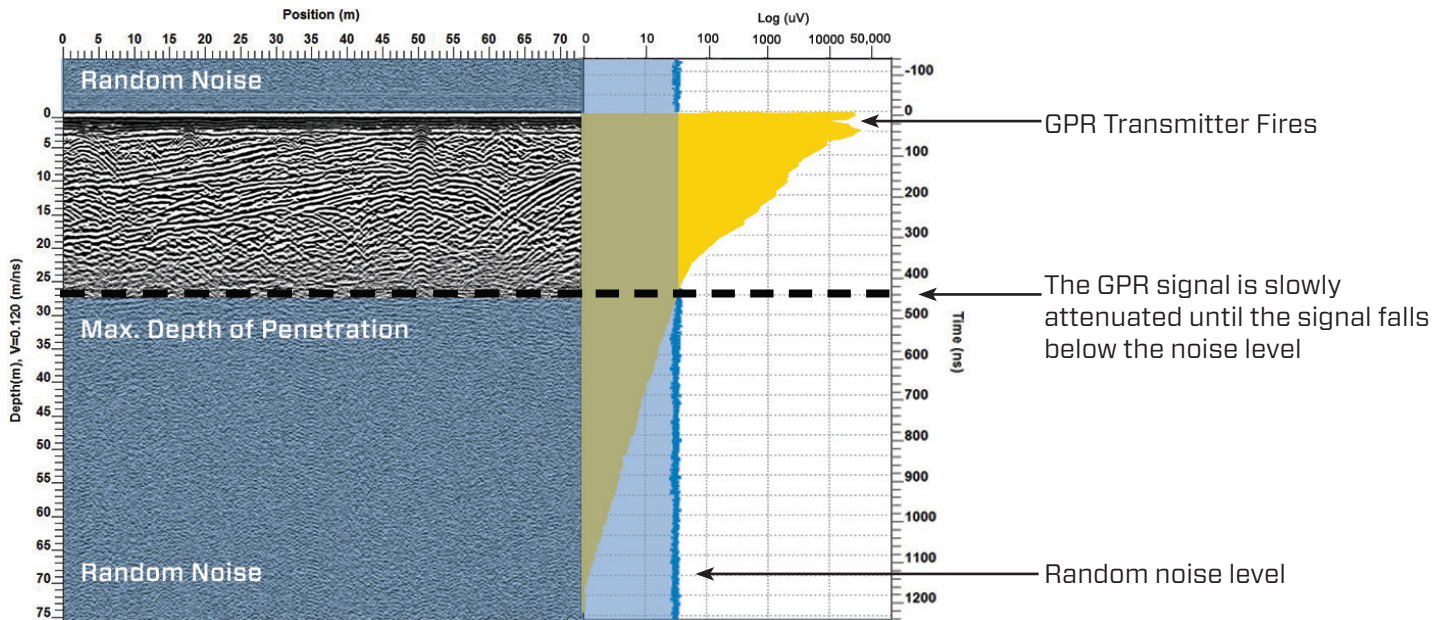 Position (m)
0 5 10 15 20 25 30 35 40 45 50 55 60 65 70
Log (uV)
0 10 100 1000 10000 50,000
Random Noise
Max. Depth of Penetration
Random Noise
Depth(m), V=0.120 (m/ns)
0
5
10
15
20
25
30
35
40
45
50
55
60
65
70
75
-100
0
100
200
300
400
500
600
700
800
900
1000
1100
1200
Time (ns)
GPR Transmitter Fires
The GPR signal is slowly
attenuated until the signal falls
below the noise level
Random noise level